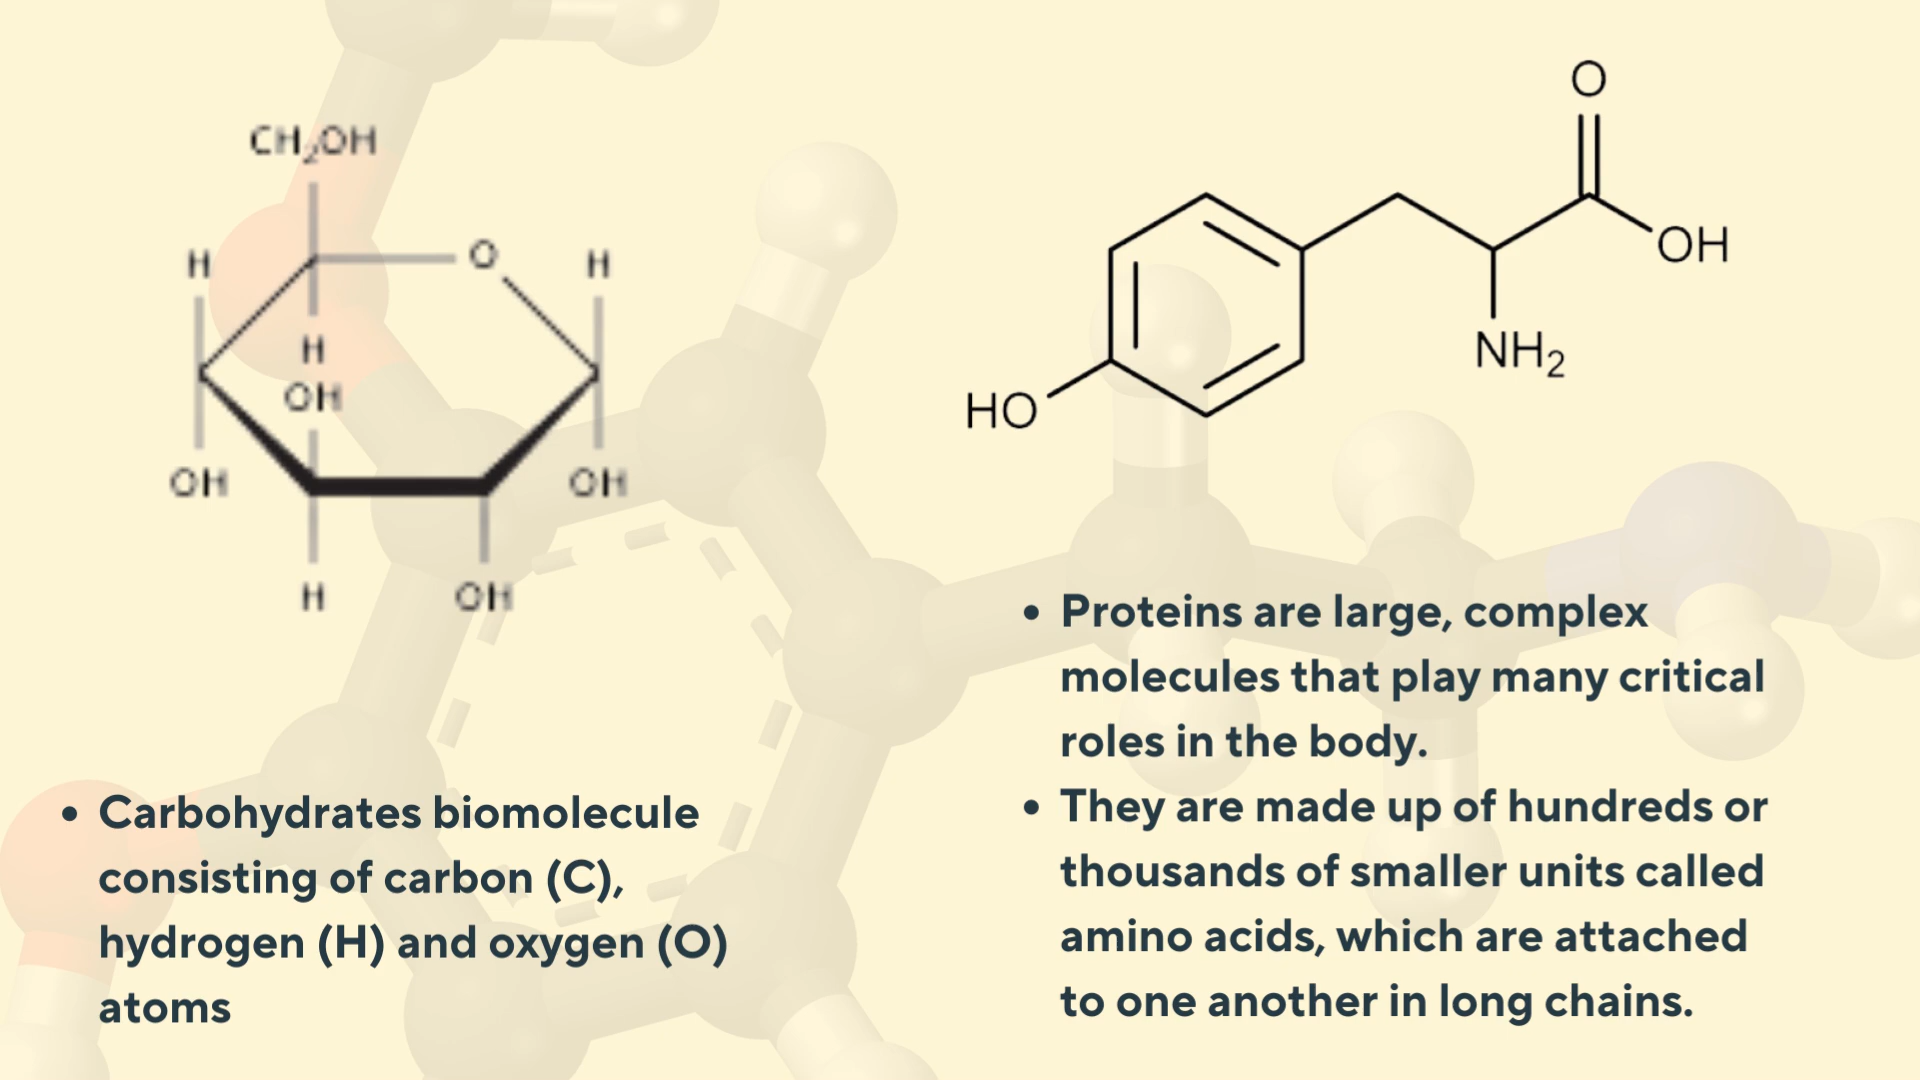 CH₂OH
H
O
H
H
OH
OH
OH
H
OH
O
OH
NH₂
HO
• Carbohydrates biomolecule
consisting of carbon (C),
hydrogen (H) and oxygen (O)
atoms
• Proteins are large, complex
molecules that play many critical
roles in the body.
• They are made up of hundreds or
thousands of smaller units called
amino acids, which are attached
to one another in long chains.